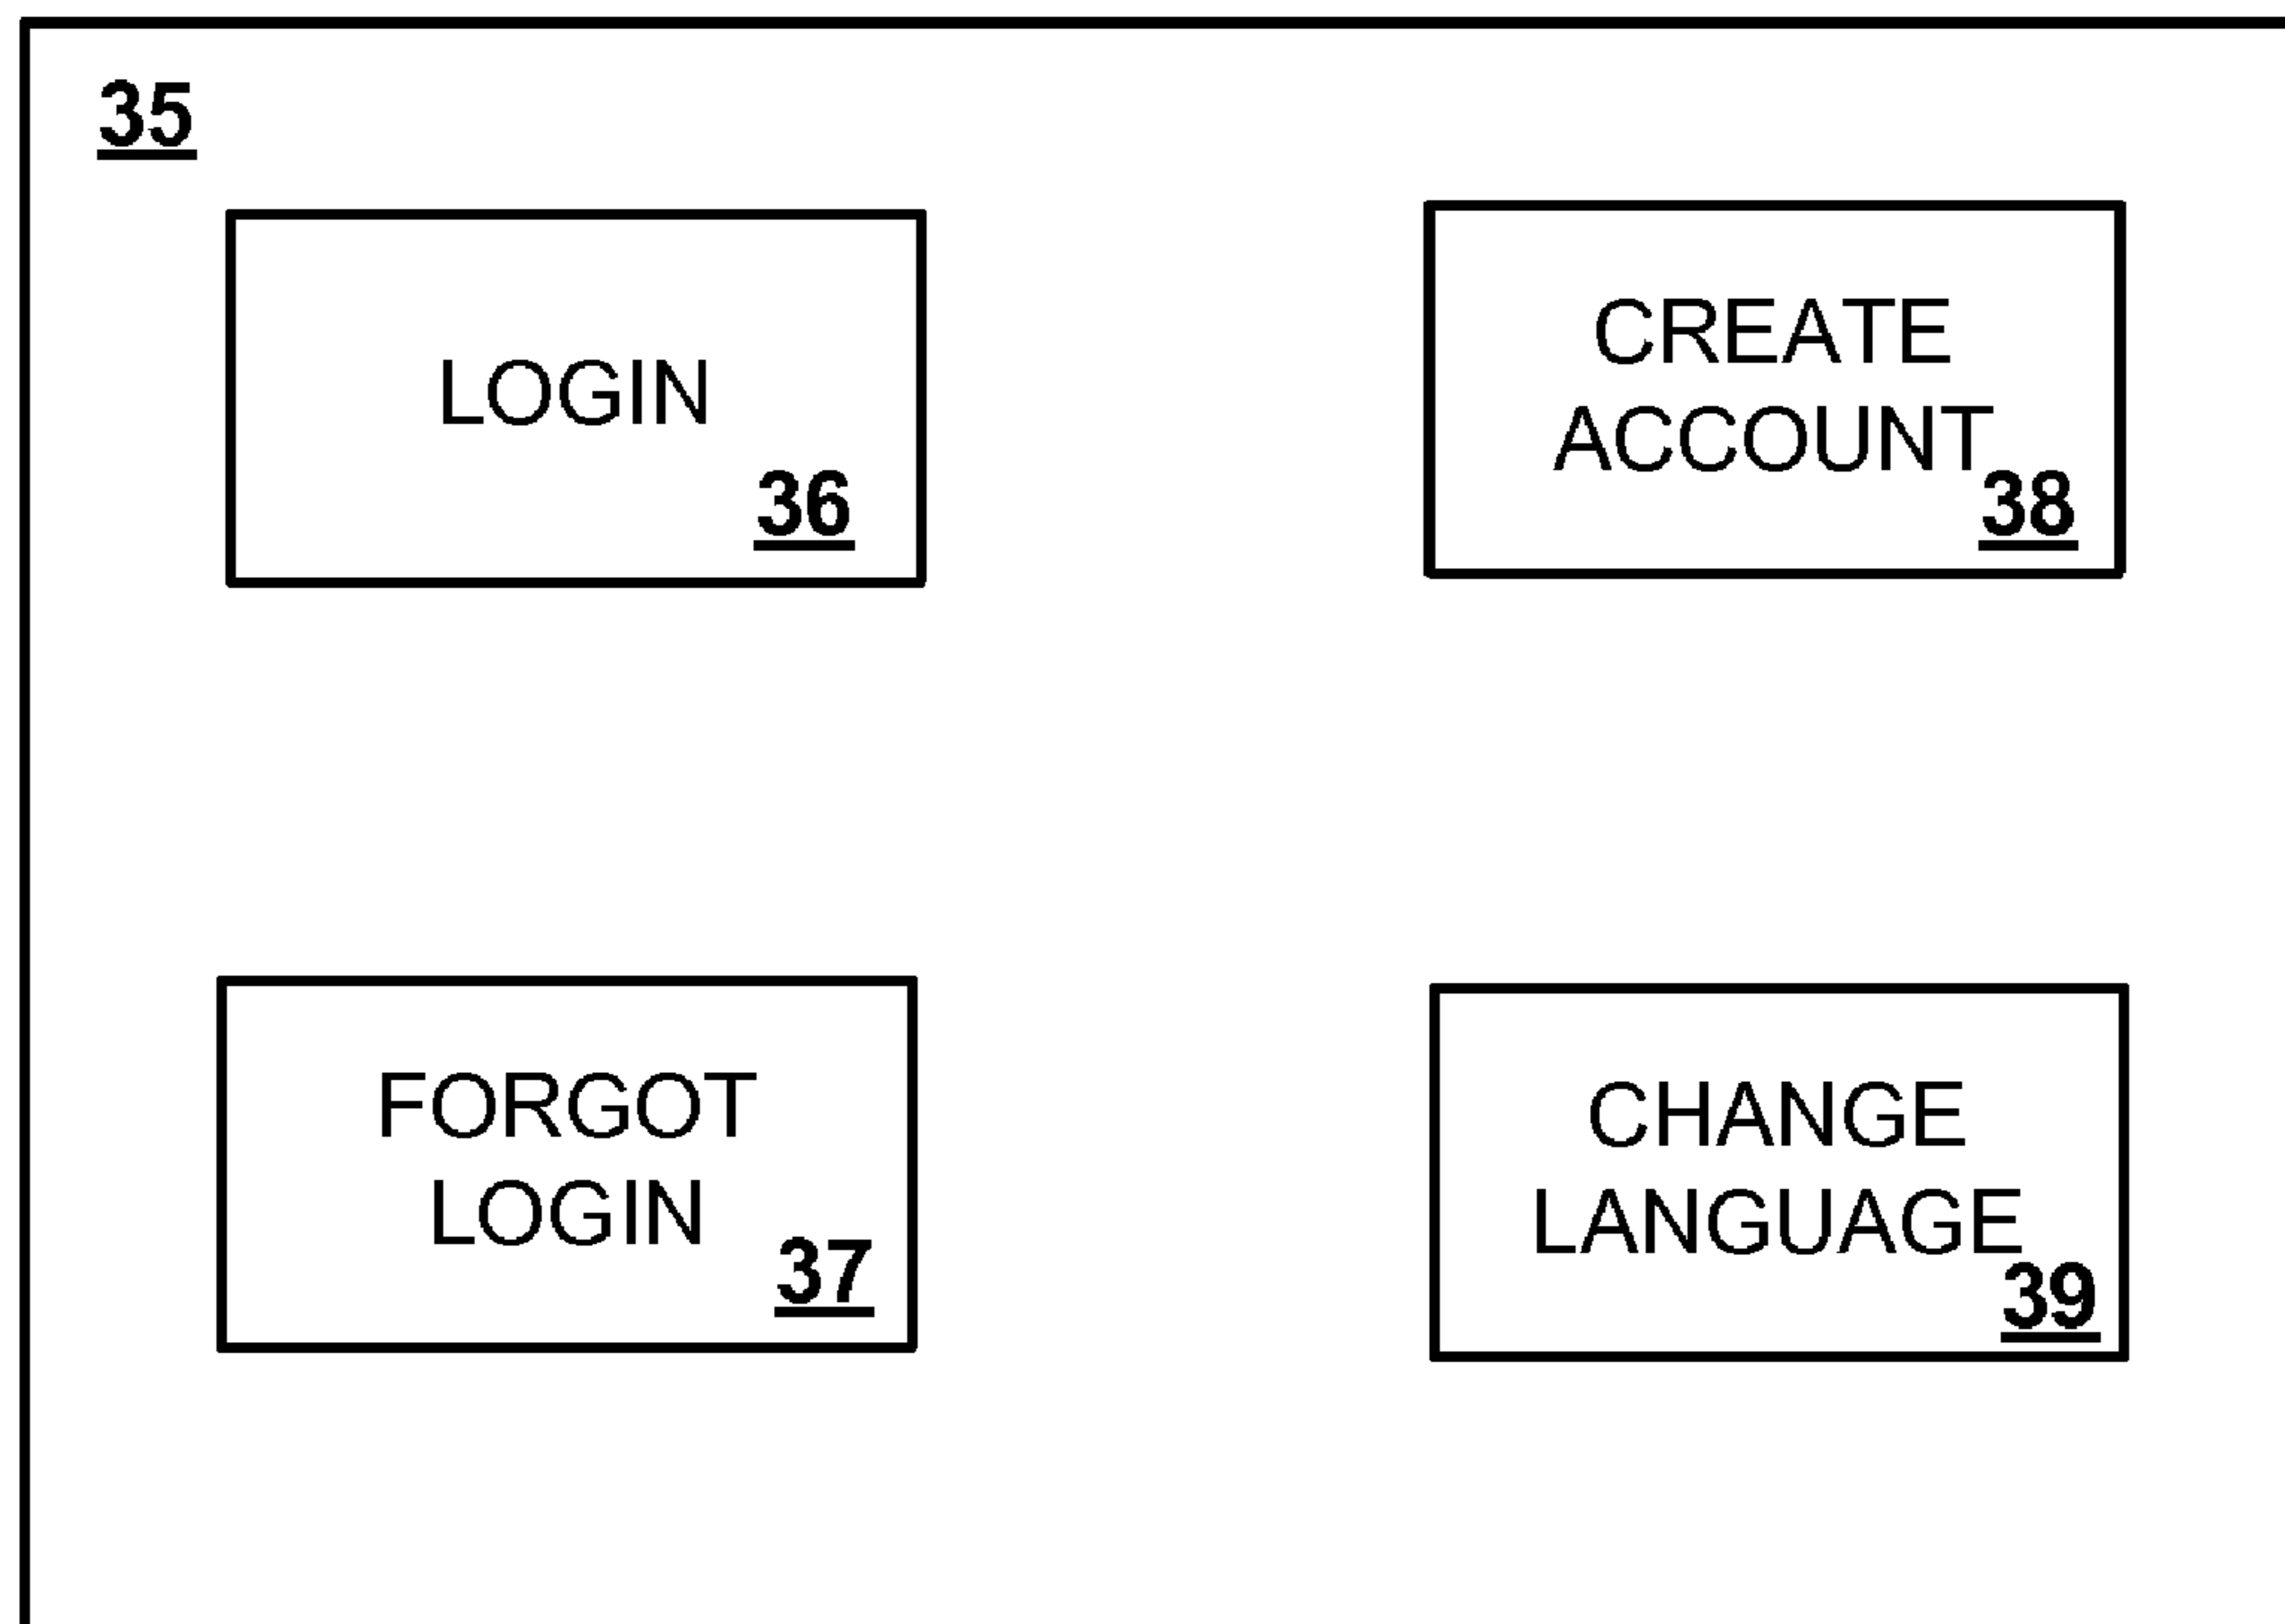 35
LOGIN
36
CREATE
ACCOUNT
38
FORGOT
LOGIN
37
CHANGE
LANGUAGE
39